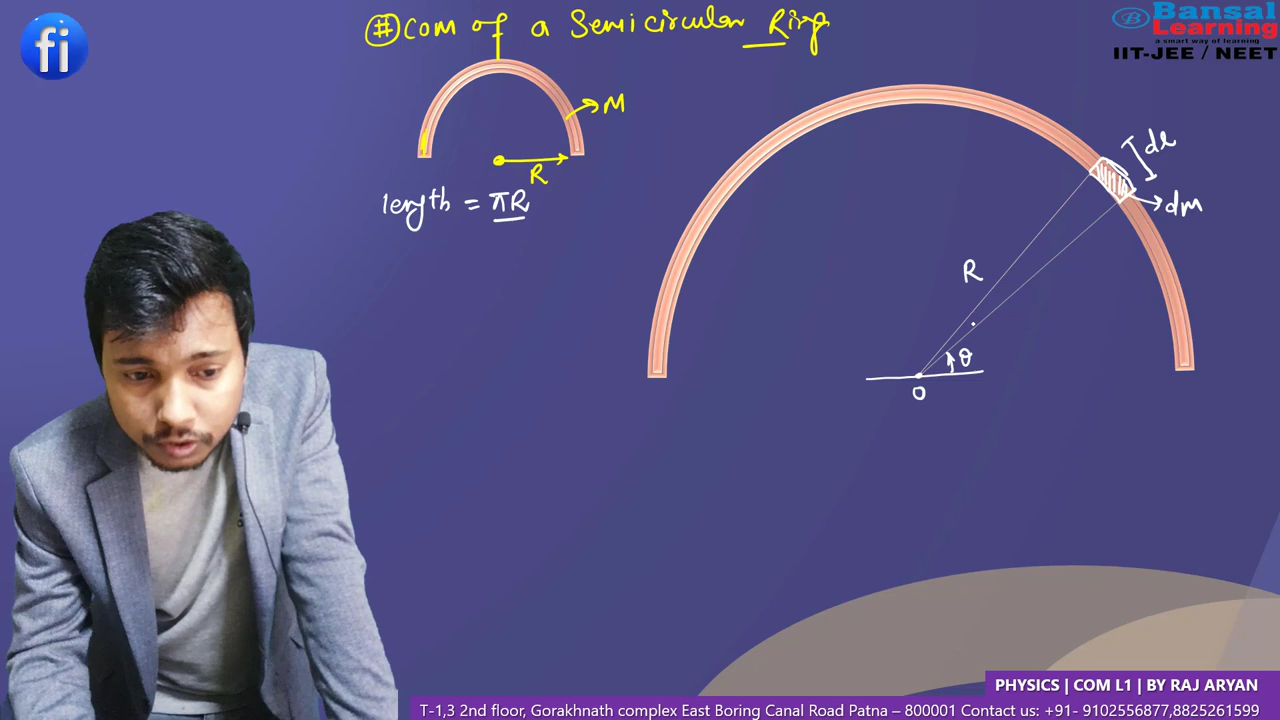 fi
# COM of a Semicircular Ring
B Bansal Learning
a smart way of learning
IIT-JEE / NEET
M
R
length = πR
dl
dM
R
θ
O
PHYSICS | COM L1 | BY RAJ ARYAN
T-1,3 2nd floor, Gorakhnath complex East Boring Canal Road Patna – 800001 Contact us: +91- 9102556877,8825261599